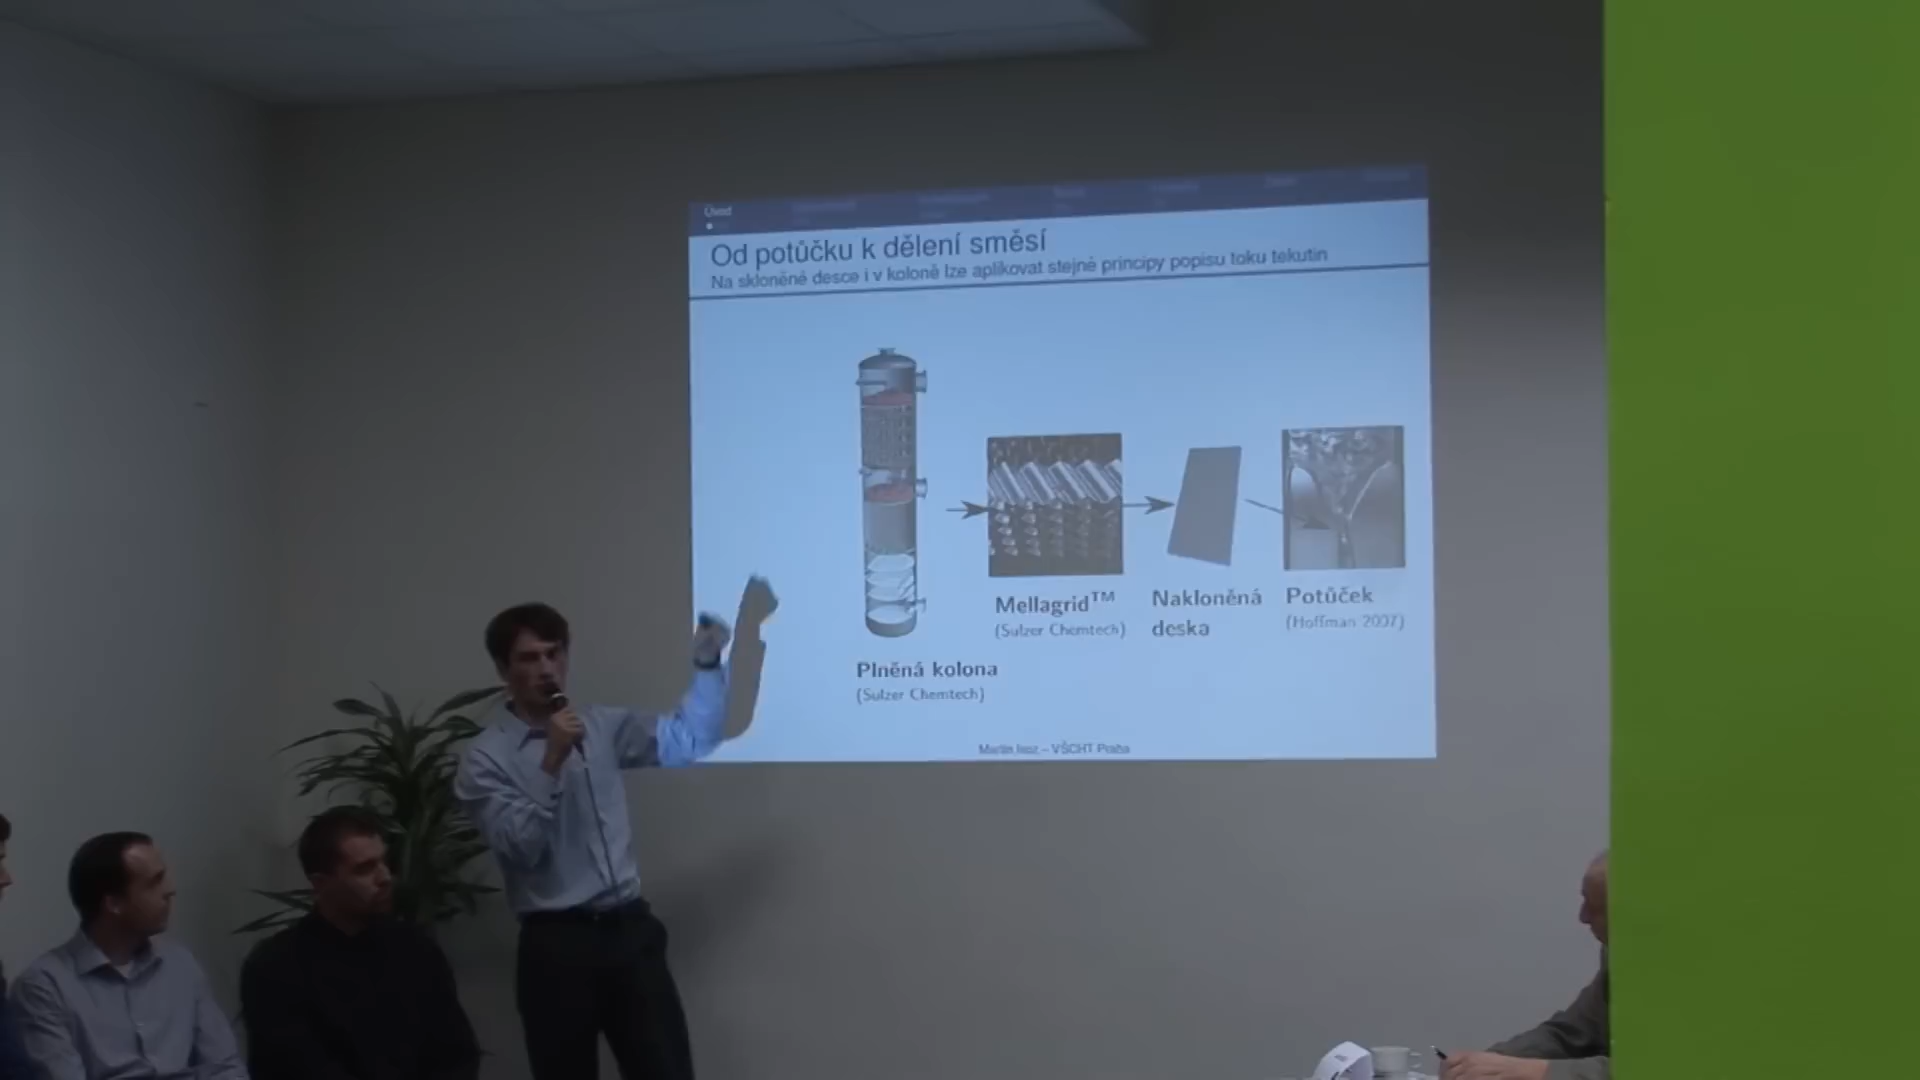 Úvod
Od potůčku k dělení směsí
Na skloněné desce i v koloně lze aplikovat stejné principy popisu toku tekutin
Mellagrid™
(Sulzer Chemtech)
Nakloněná
deska
Potůček
(Hoffman 2007)
Plněná kolona
(Sulzer Chemtech)
Martin – VŠCHT Praha